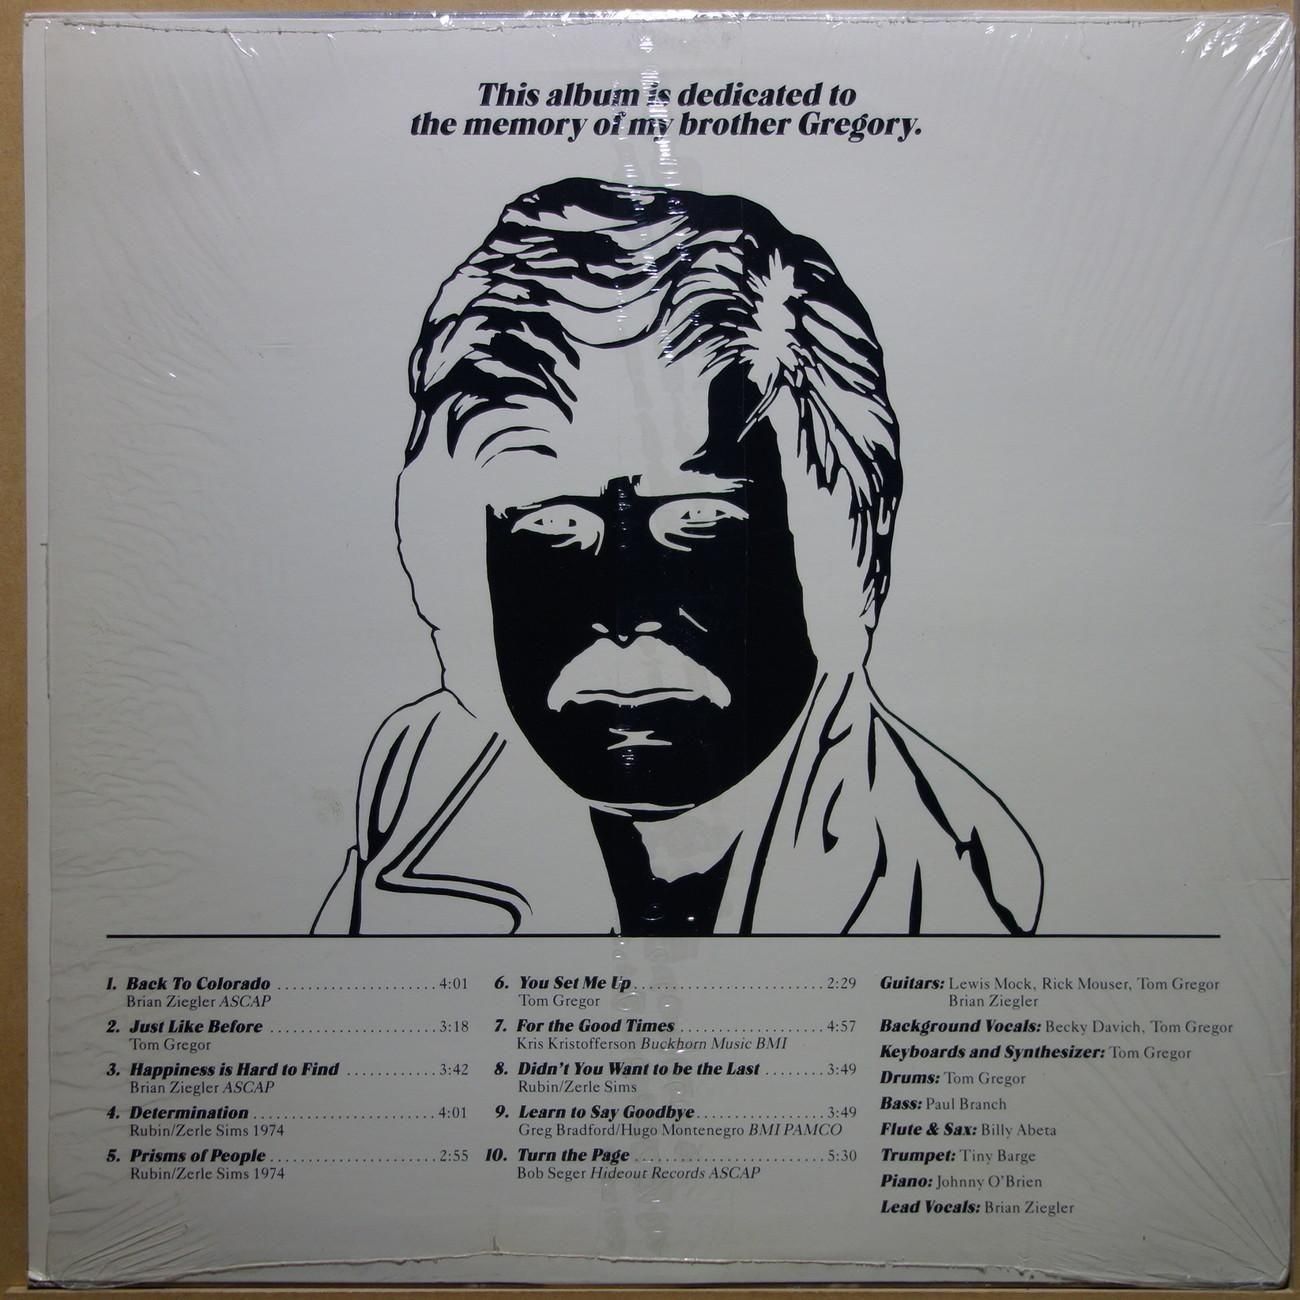 This album is dedicated to
the memory of my brother Gregory.
1. Back To Colorado ........................ 4:01
Brian Ziegler ASCAP
2. Just Like Before ......................... 3:18
Tom Gregor
3. Happiness is Hard to Find ............. 3:42
Brian Ziegler ASCAP
4. Determination ........................... 4:01
Rubin/Zerle Sims 1974
5. Prisms of People ......................... 2:55
Rubin/Zerle Sims 1974
6. You Set Me Up ............................ 2:29
Tom Gregor
7. For the Good Times ..................... 4:57
Kris Kristofferson Buckhorn Music BMI
8. Didn't You Want to be the Last ........ 3:49
Rubin/Zerle Sims
9. Learn to Say Goodbye ................... 3:49
Greg Bradford/Hugo Montenegro BMI PAMCO
10. Turn the Page ............................ 5:30
Bob Seger Hideout Records ASCAP
Guitars: Lewis Mock, Rick Mouser, Tom Gregor
Brian Ziegler
Background Vocals: Becky Davich, Tom Gregor
Keyboards and Synthesizer: Tom Gregor
Drums: Tom Gregor
Bass: Paul Branch
Flute & Sax: Billy Abeta
Trumpet: Tiny Barge
Piano: Johnny O'Brien
Lead Vocals: Brian Ziegler